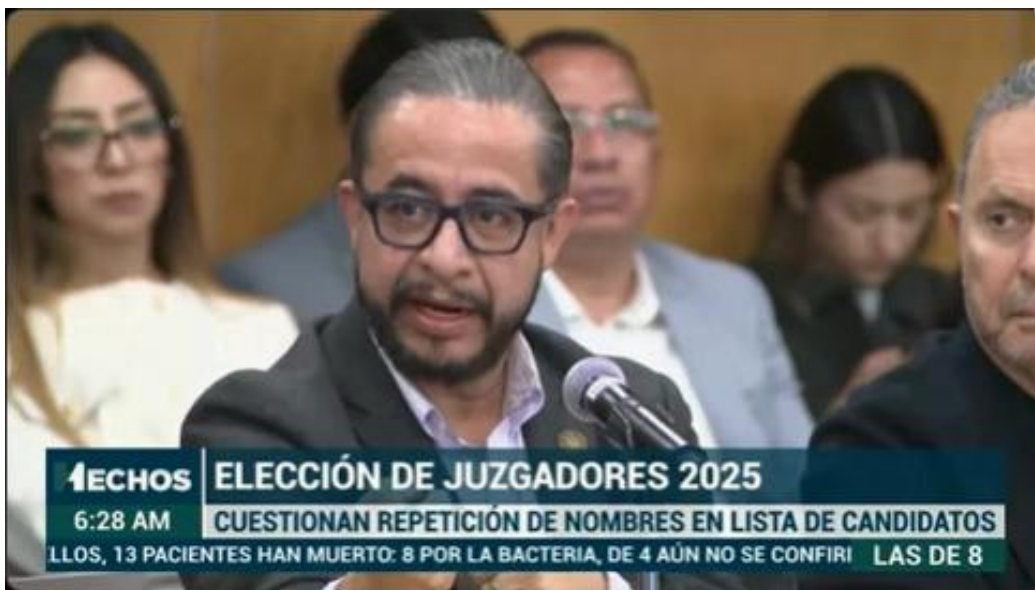 HECHOS
ELECCIÓN DE JUZGADORES 2025
6:28 AM
CUESTIONAN REPETICIÓN DE NOMBRES EN LISTA DE CANDIDATOS
LLOS, 13 PACIENTES HAN MUERTO: 8 POR LA BACTERIA, DE 4 AÚN NO SE CONFIRI
LAS DE 8